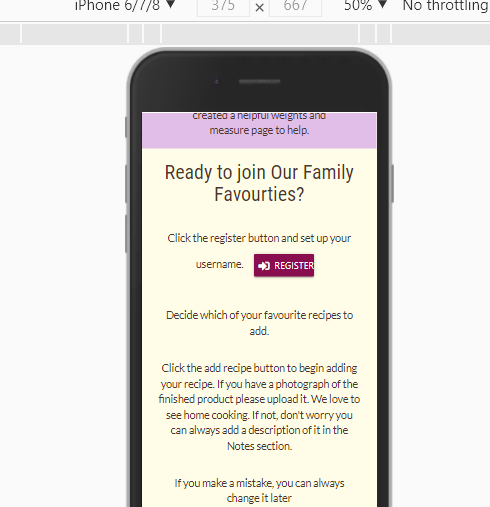 iPhone 6/7/8 ▼ 375 × 667 50% ▼ No throttling
created a helpful weights and
measure page to help.
Ready to join Our Family
Favourties?
Click the register button and set up your
username. REGISTER
Decide which of your favourite recipes to
add.
Click the add recipe button to begin adding
your recipe. If you have a photograph of the
finished product please upload it. We love to
see home cooking. If not, don't worry you
can always add a description of it in the
Notes section.
If you make a mistake, you can always
change it later